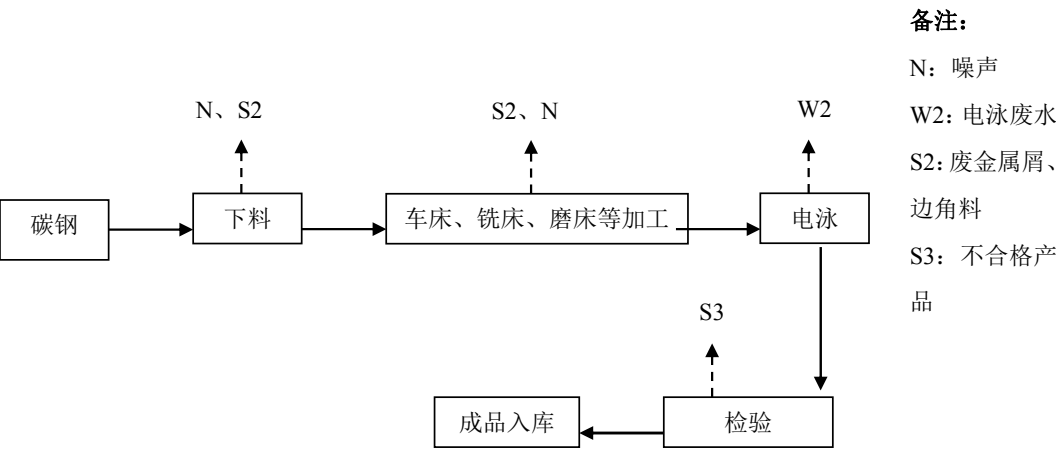 备注：
N：噪声
N、S2
S2、N
W2
W2：电泳废水
S2：废金属屑、
边角料
碳钢
下料
车床、铣床、磨床等加工
电泳
S3：不合格产
品
S3
成品入库
检验